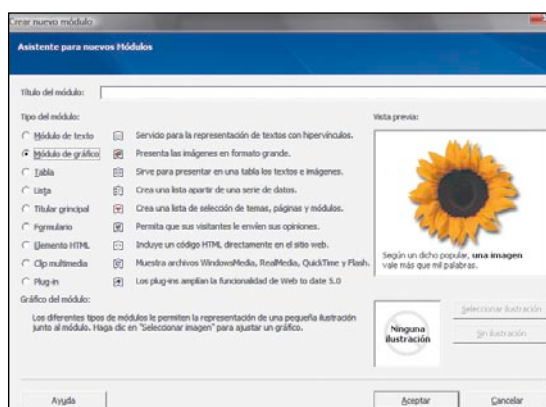 Crear nuevo módulo
Asistente para nuevos Módulos
Título del módulo:
Tipo del módulo:
Vista previa:
Módulo de texto
Servicio para la representación de textos con hipervínculos.
Módulo de gráfico
Presenta las imágenes en formato grande.
Tabla
Sirve para presentar en una tabla los textos e imágenes.
Lista
Crea una lista apartir de una serie de datos.
Titular principal
Crea una lista de selección de temas, páginas y módulos.
Formulario
Permita que sus visitantes le envíen sus opiniones.
Elemento HTML
Incluye un código HTML directamente en el sitio web.
Clip multimedia
Muestra archivos WindowsMedia, RealMedia, QuickTime y Flash.
Plug-in
Los plug-ins amplían la funcionalidad de Web to date 5.0
Según un dicho popular, una imagen
vale más que mil palabras.
Gráfico del módulo:
Los diferentes tipos de módulos le permiten la representación de una pequeña ilustración
junto al módulo. Haga clic en "Seleccionar imagen" para ajustar un gráfico.
Ninguna
ilustración
Seleccionar ilustración
Sin ilustración
Ayuda
Aceptar
Cancelar